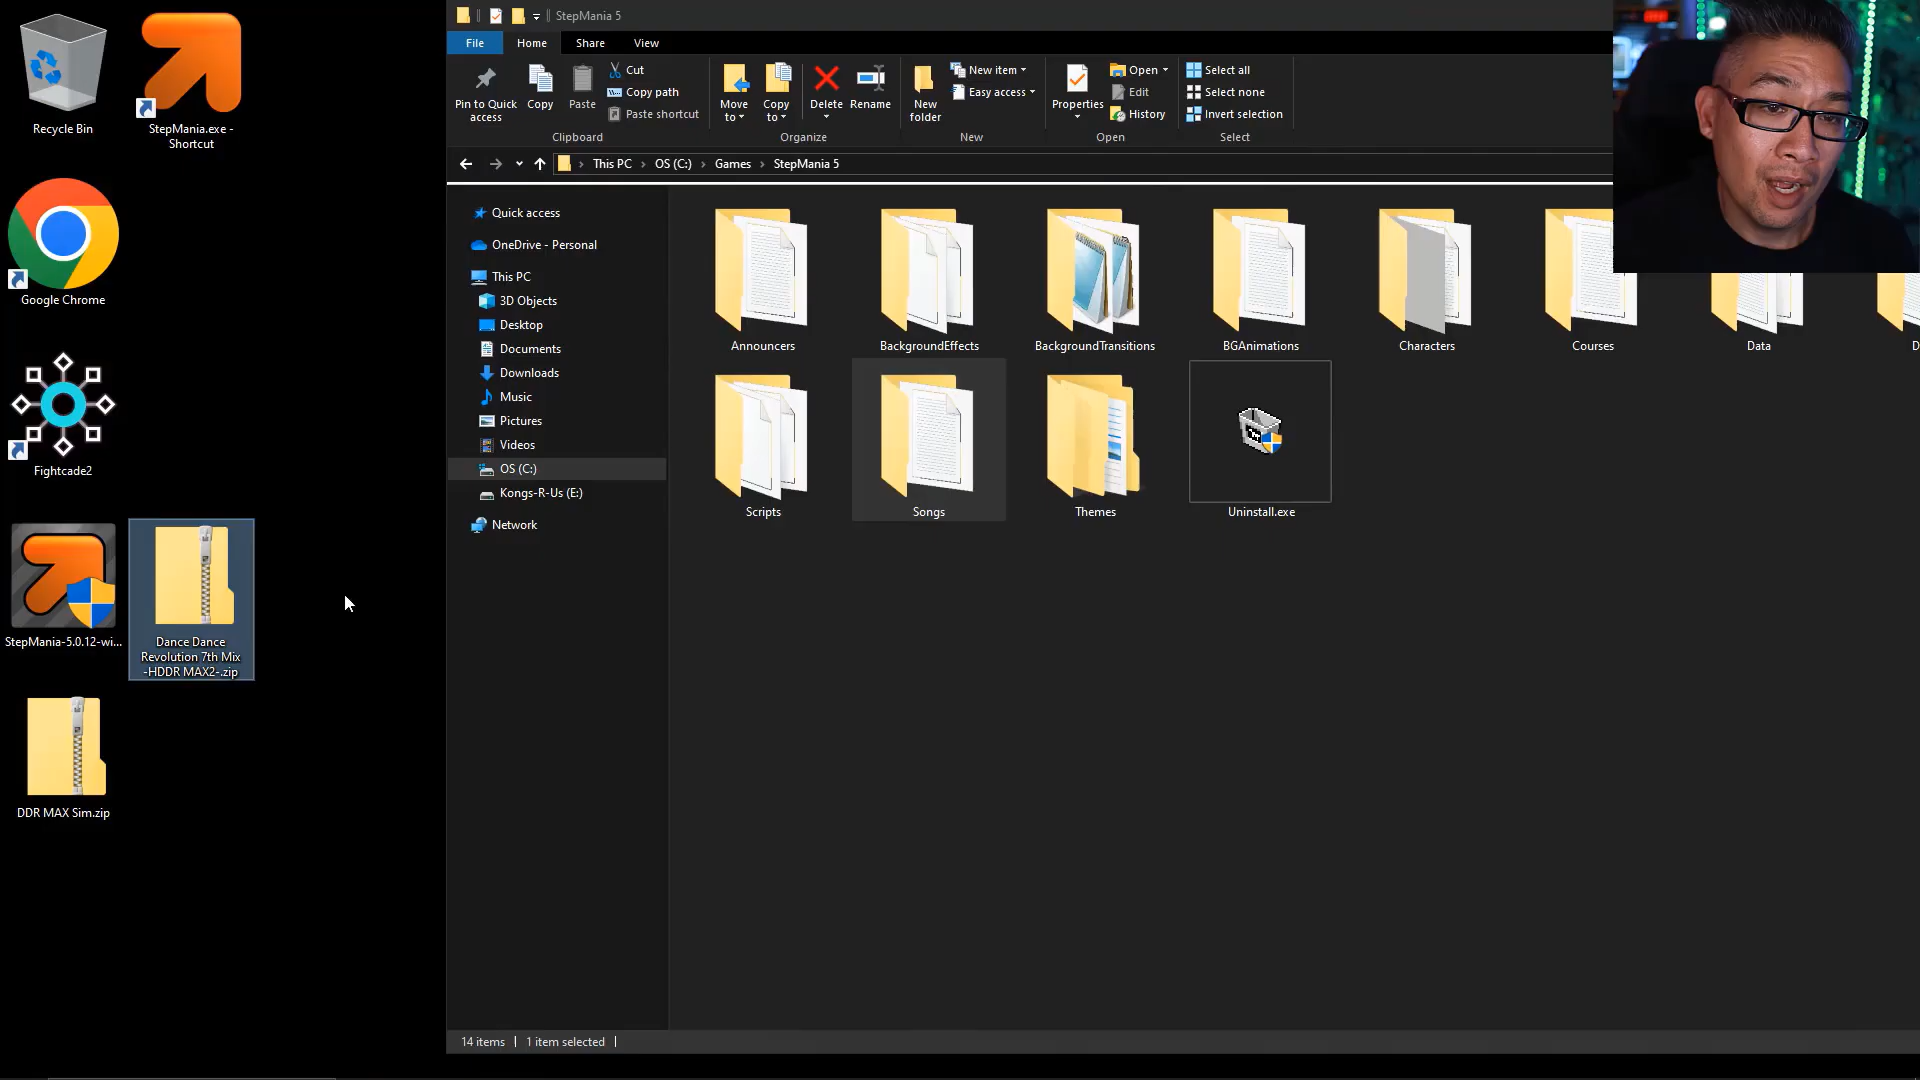 Recycle Bin
StepMania.exe -
Shortcut
Google Chrome
Fightcade2
StepMania-5.0.12-wi...
Dance Dance
Revolution 7th Mix
-HDDR MAX2-.zip
DDR MAX Sim.zip
StepMania 5
File
Home
Share
View
Pin to Quick
access
Copy
Paste
Cut
Copy path
Paste shortcut
Clipboard
Move
to
Copy
to
Delete
Rename
Organize
New
folder
New item
Easy access
New
Properties
Open
Edit
History
Open
Select all
Select none
Invert selection
Select
This PC > OS (C:) > Games > StepMania 5
Quick access
OneDrive - Personal
This PC
3D Objects
Desktop
Documents
Downloads
Music
Pictures
Videos
OS (C:)
Kongs-R-Us (E:)
Network
Announcers
BackgroundEffects
BackgroundTransitions
BGAnimations
Characters
Courses
Data
D
Scripts
Songs
Themes
Uninstall.exe
14 items
1 item selected